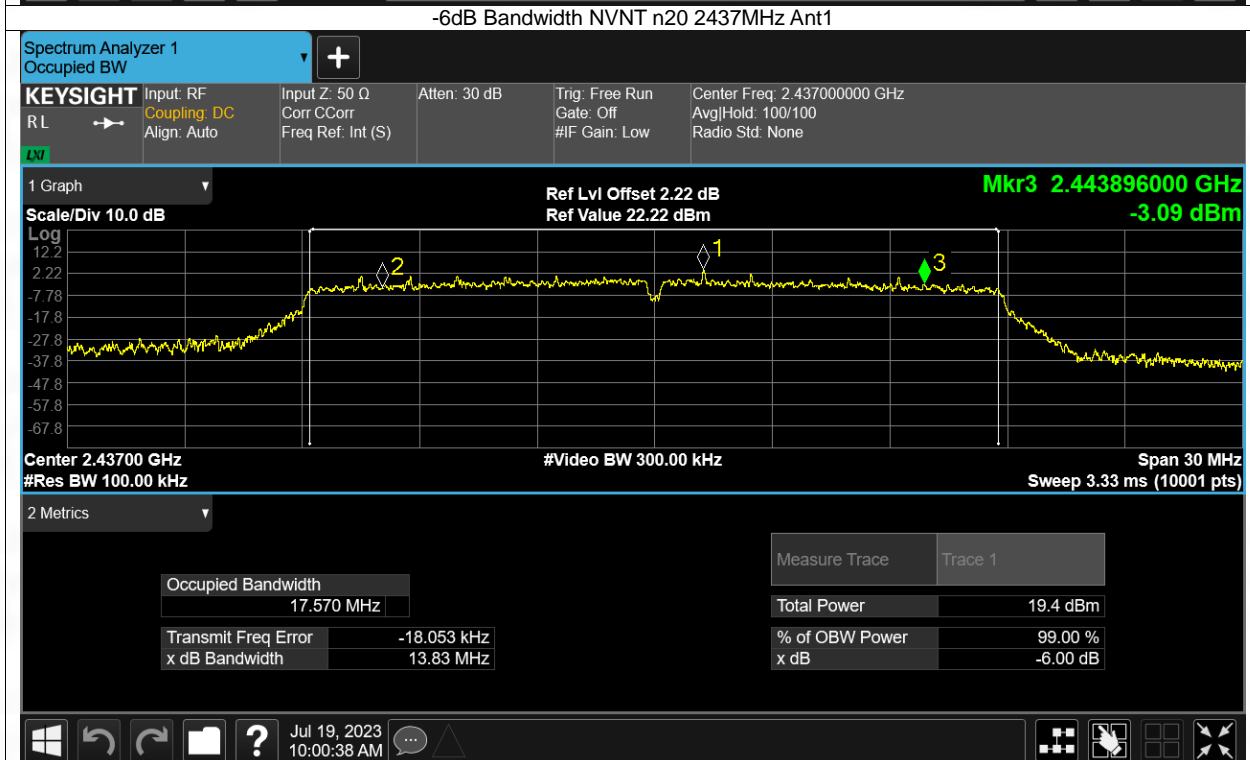 -6dB Bandwidth NVNT n20 2437MHz Ant1
Spectrum Analyzer 1
Occupied BW
KEYSIGHT
RL
LXI
Input: RF
Coupling: DC
Align: Auto
Input Z: 50 Ω
Corr CCorr
Freq Ref: Int (S)
Atten: 30 dB
Trig: Free Run
Gate: Off
#IF Gain: Low
Center Freq: 2.437000000 GHz
Avg|Hold: 100/100
Radio Std: None
1 Graph
Scale/Div 10.0 dB
Ref Lvl Offset 2.22 dB
Ref Value 22.22 dBm
Mkr3 2.443896000 GHz
-3.09 dBm
Log
12.2
2.22
-7.78
-17.8
-27.8
-37.8
-47.8
-57.8
-67.8
2
1
3
Center 2.43700 GHz
#Res BW 100.00 kHz
#Video BW 300.00 kHz
Span 30 MHz
Sweep 3.33 ms (10001 pts)
2 Metrics
Occupied Bandwidth
17.570 MHz
Transmit Freq Error -18.053 kHz
x dB Bandwidth 13.83 MHz
Measure Trace Trace 1
Total Power 19.4 dBm
% of OBW Power 99.00 %
x dB -6.00 dB
?
Jul 19, 2023
10:00:38 AM